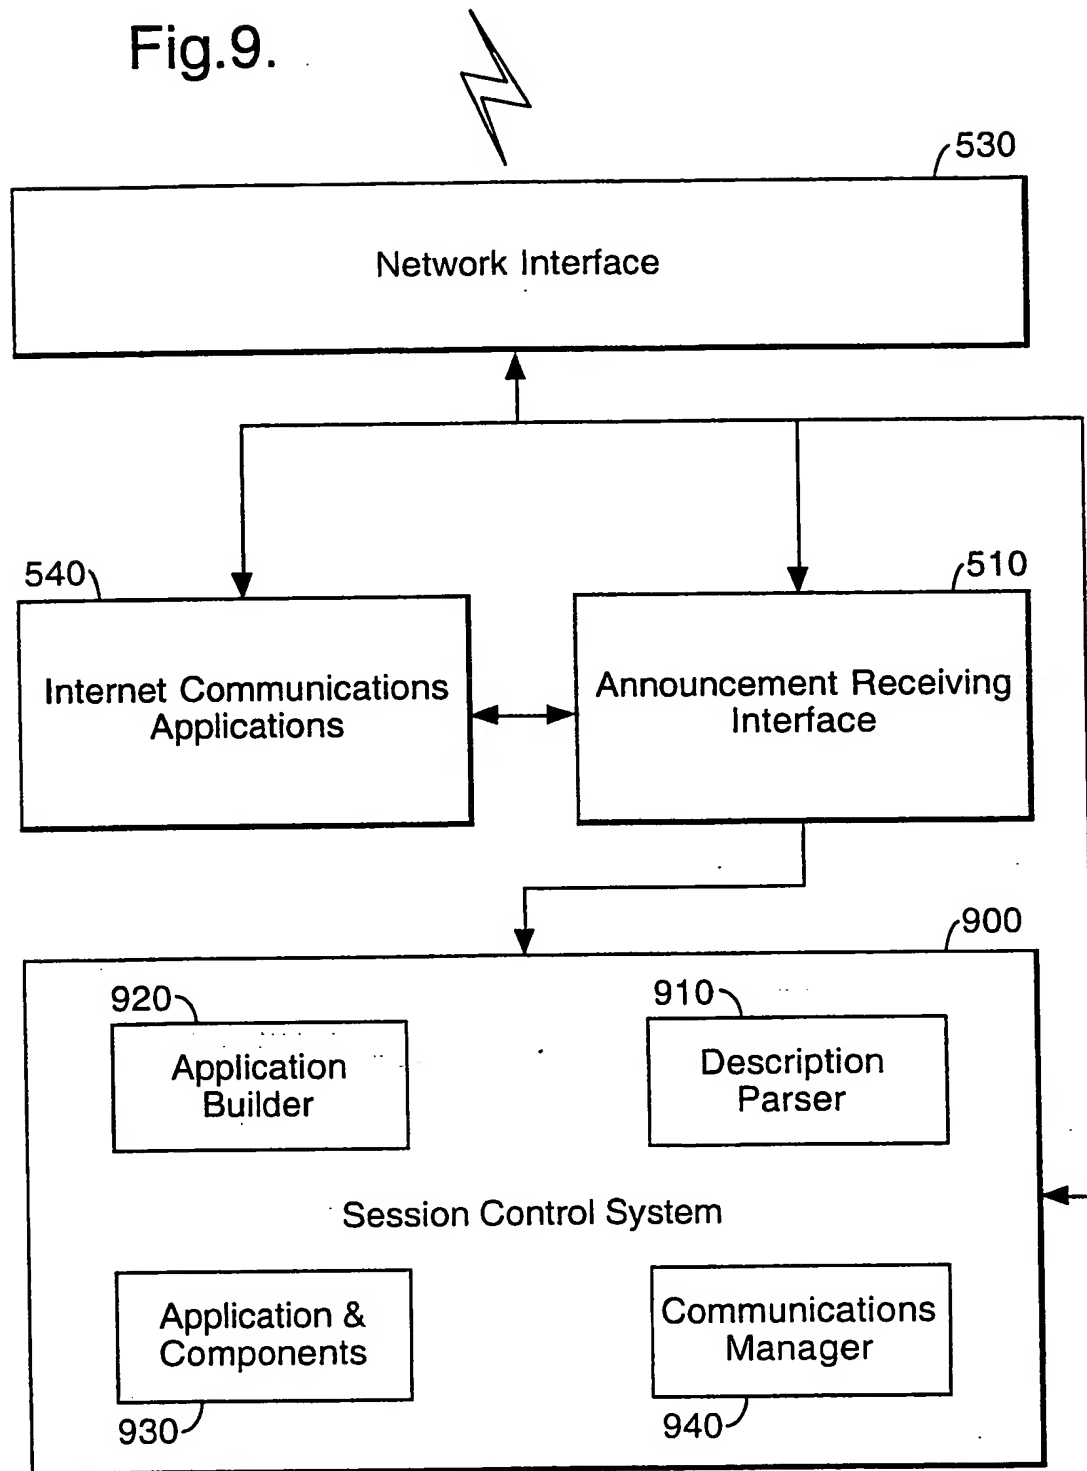 Fig.9.
530
Network Interface
540
510
Internet Communications
Applications
Announcement Receiving
Interface
900
920
910
Application
Builder
Description
Parser
Session Control System
Application &
Components
Communications
Manager
930
940